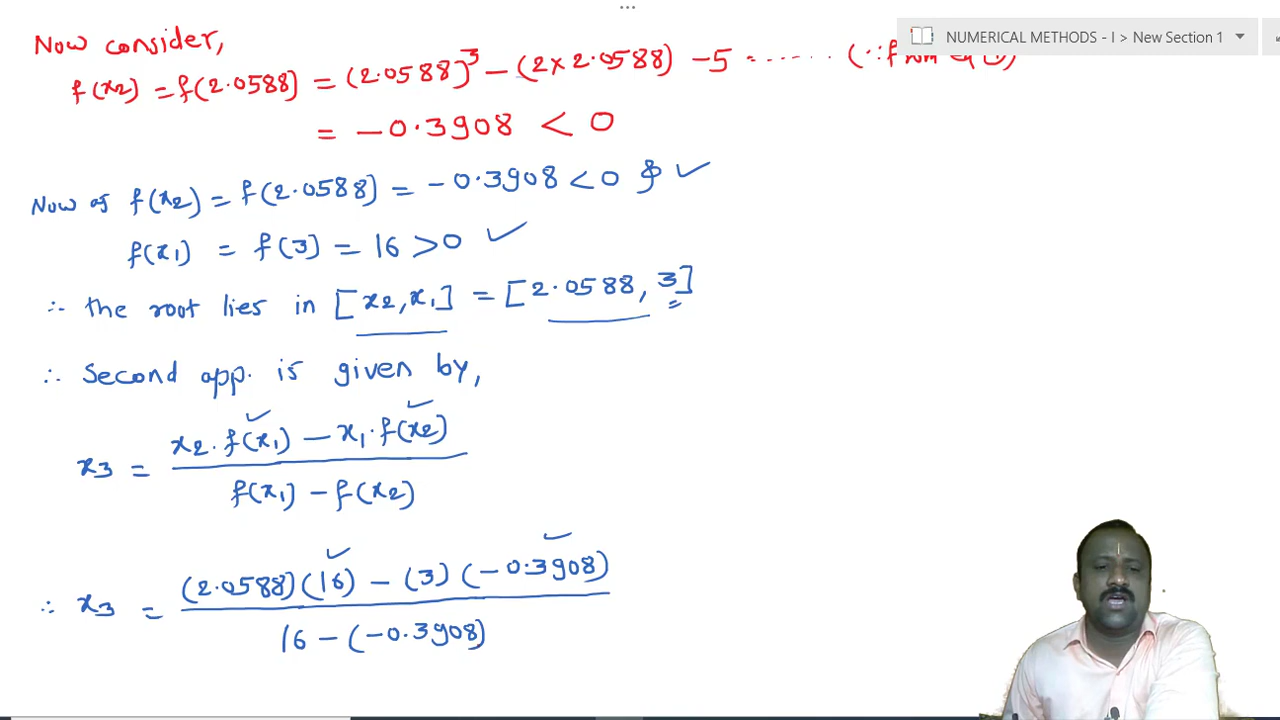 NUMERICAL METHODS - I > New Section 1
Now consider,
f(x2) = f(2.0588) = (2.0588)^3 - (2 x 2.0588) - 5 = ...... (∵ from
= -0.3908 < 0
Now as f(x2) = f(2.0588) = -0.3908 < 0 & ✓
f(x1) = f(3) = 16 > 0 ✓
∴ the root lies in [x2, x1] = [2.0588, 3]
∴ Second app. is given by,
x3 = x2.f(x1) - x1.f(x2)
f(x1) - f(x2)
∴ x3 = (2.0588)(16) - (3)(-0.3908)
16 - (-0.3908)